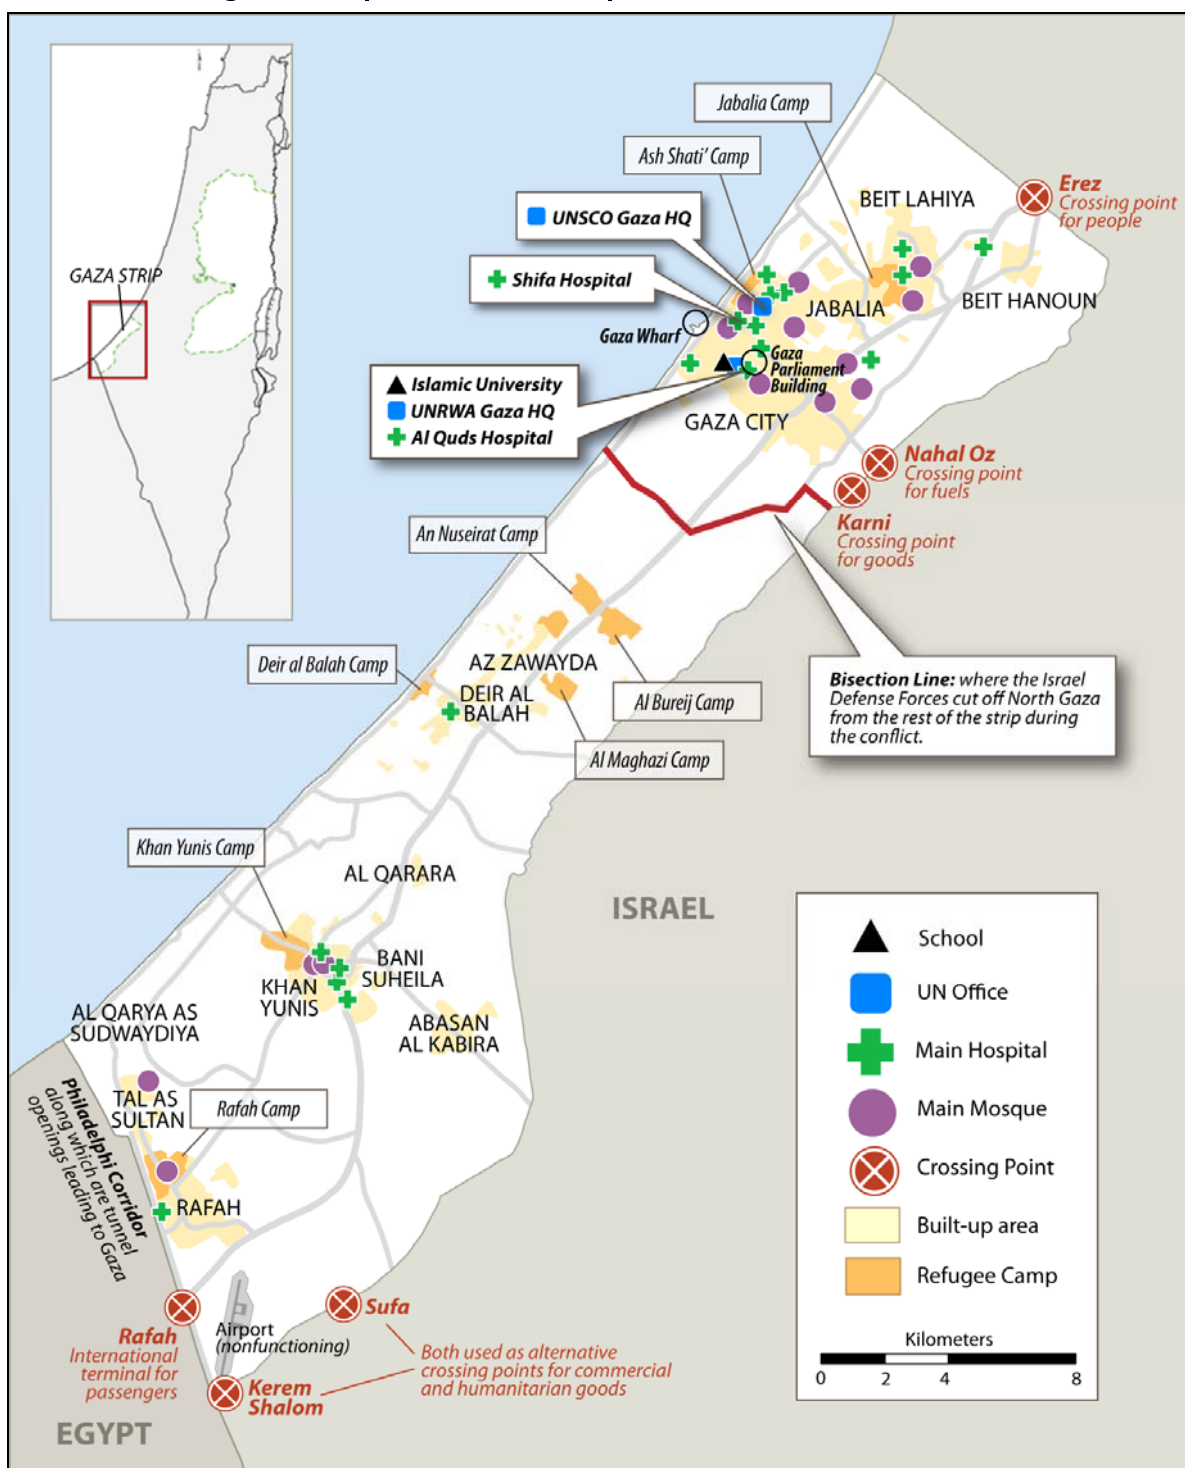 Jabalia Camp
Ash Shati' Camp
BEIT LAHIYA
Erez
Crossing point
for people
UNSCO Gaza HQ
GAZA STRIP
Shifa Hospital
JABALIA
BEIT HANOUN
Gaza Wharf
Gaza
Parliament
Building
Islamic University
UNRWA Gaza HQ
Al Quds Hospital
GAZA CITY
Nahal Oz
Crossing point
for fuels
Karni
Crossing point
for goods
An Nuseirat Camp
Deir al Balah Camp
AZ ZAWAYDA
DEIR AL
BALAH
Al Bureij Camp
Al Maghazi Camp
Bisection Line: where the Israel
Defense Forces cut off North Gaza
from the rest of the strip during
the conflict.
Khan Yunis Camp
AL QARARA
ISRAEL
BANI
SUHEILA
KHAN
YUNIS
AL QARYA AS
SUDWAYDIYA
ABASAN
AL KABIRA
TAL AS
SULTAN
Rafah Camp
Philadelphi Corridor
along which are tunnel
openings leading to Gaza
RAFAH
Rafah
International
terminal for
passengers
Airport
(nonfunctioning)
Sufa
Both used as alternative
crossing points for commercial
and humanitarian goods
Kerem
Shalom
EGYPT
School
UN Office
Main Hospital
Main Mosque
Crossing Point
Built-up area
Refugee Camp
Kilometers
0 2 4 8